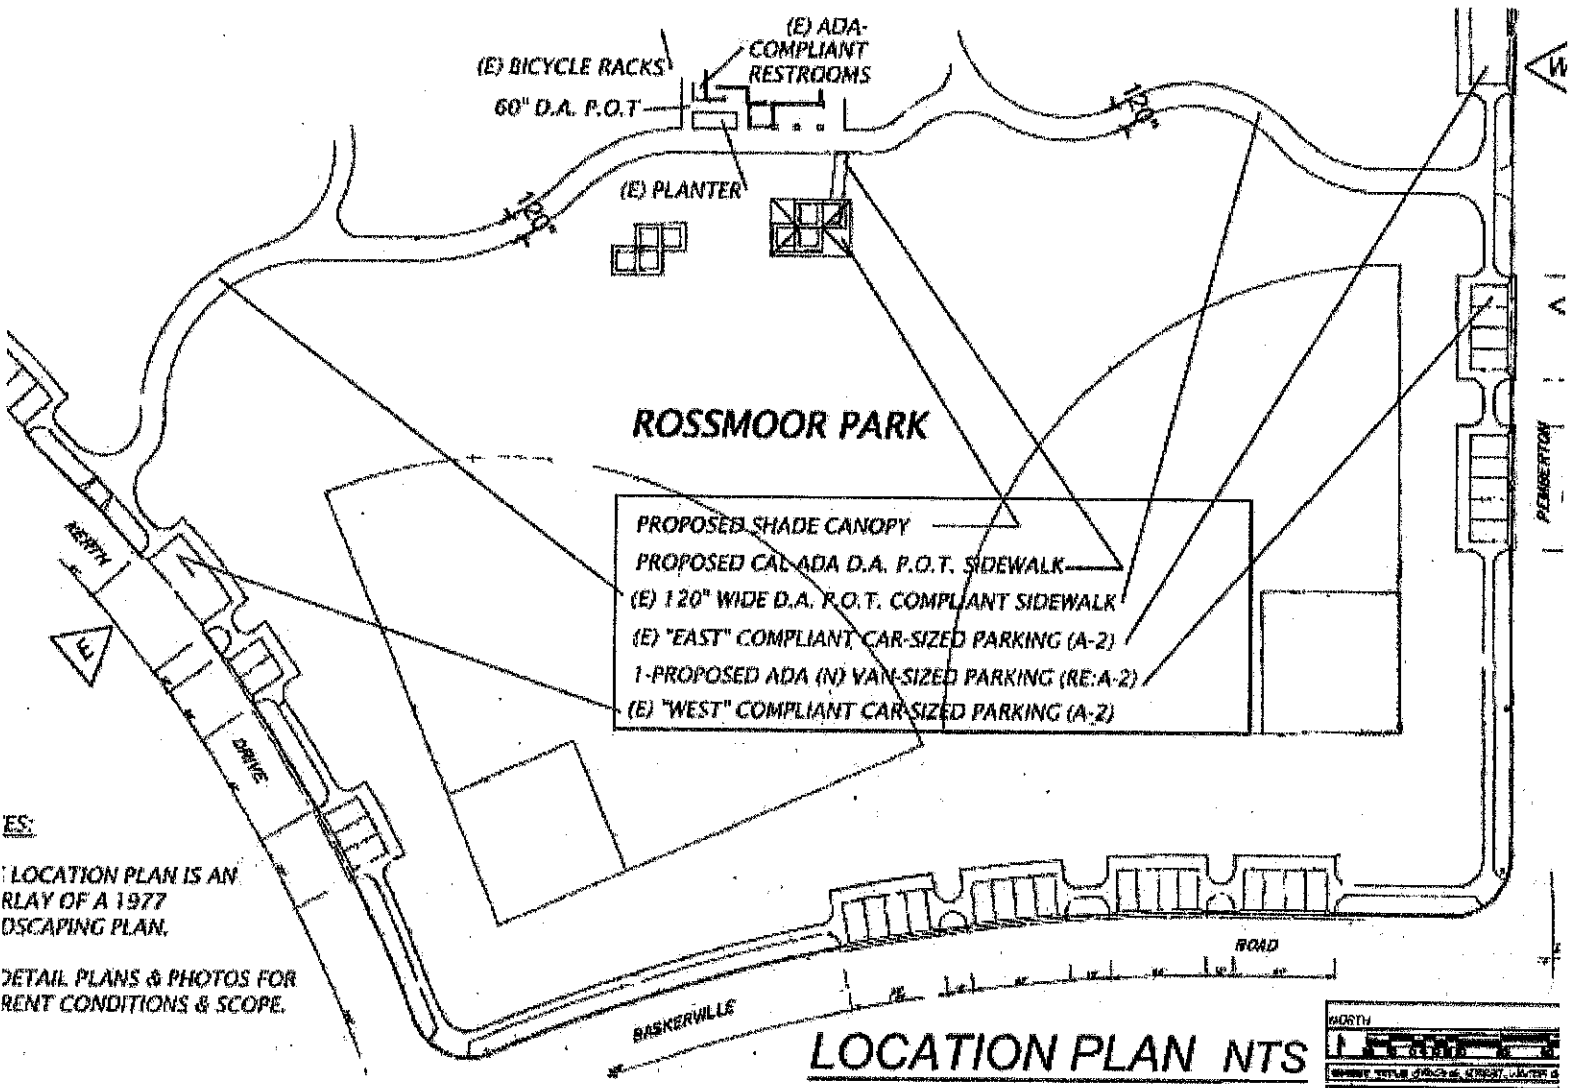 (E) ADA-
COMPLIANT
RESTROOMS
(E) BICYCLE RACKS
60" D.A. P.O.T
(E) PLANTER
120"
120"
W
V
ROSSMOOR PARK
PEMBERTON
PROPOSED SHADE CANOPY
PROPOSED CAL ADA D.A. P.O.T. SIDEWALK
(E) 120" WIDE D.A. P.O.T. COMPLIANT SIDEWALK
(E) "EAST" COMPLIANT CAR-SIZED PARKING (A-2)
1-PROPOSED ADA (N) VAN-SIZED PARKING (RE:A-2)
(E) "WEST" COMPLIANT CAR-SIZED PARKING (A-2)
E
DRIVE
ES:
LOCATION PLAN IS AN
RLAY OF A 1977
DSCAPING PLAN.
DETAIL PLANS & PHOTOS FOR
RENT CONDITIONS & SCOPE.
ROAD
BASKERVILLE
LOCATION PLAN NTS
NORTH